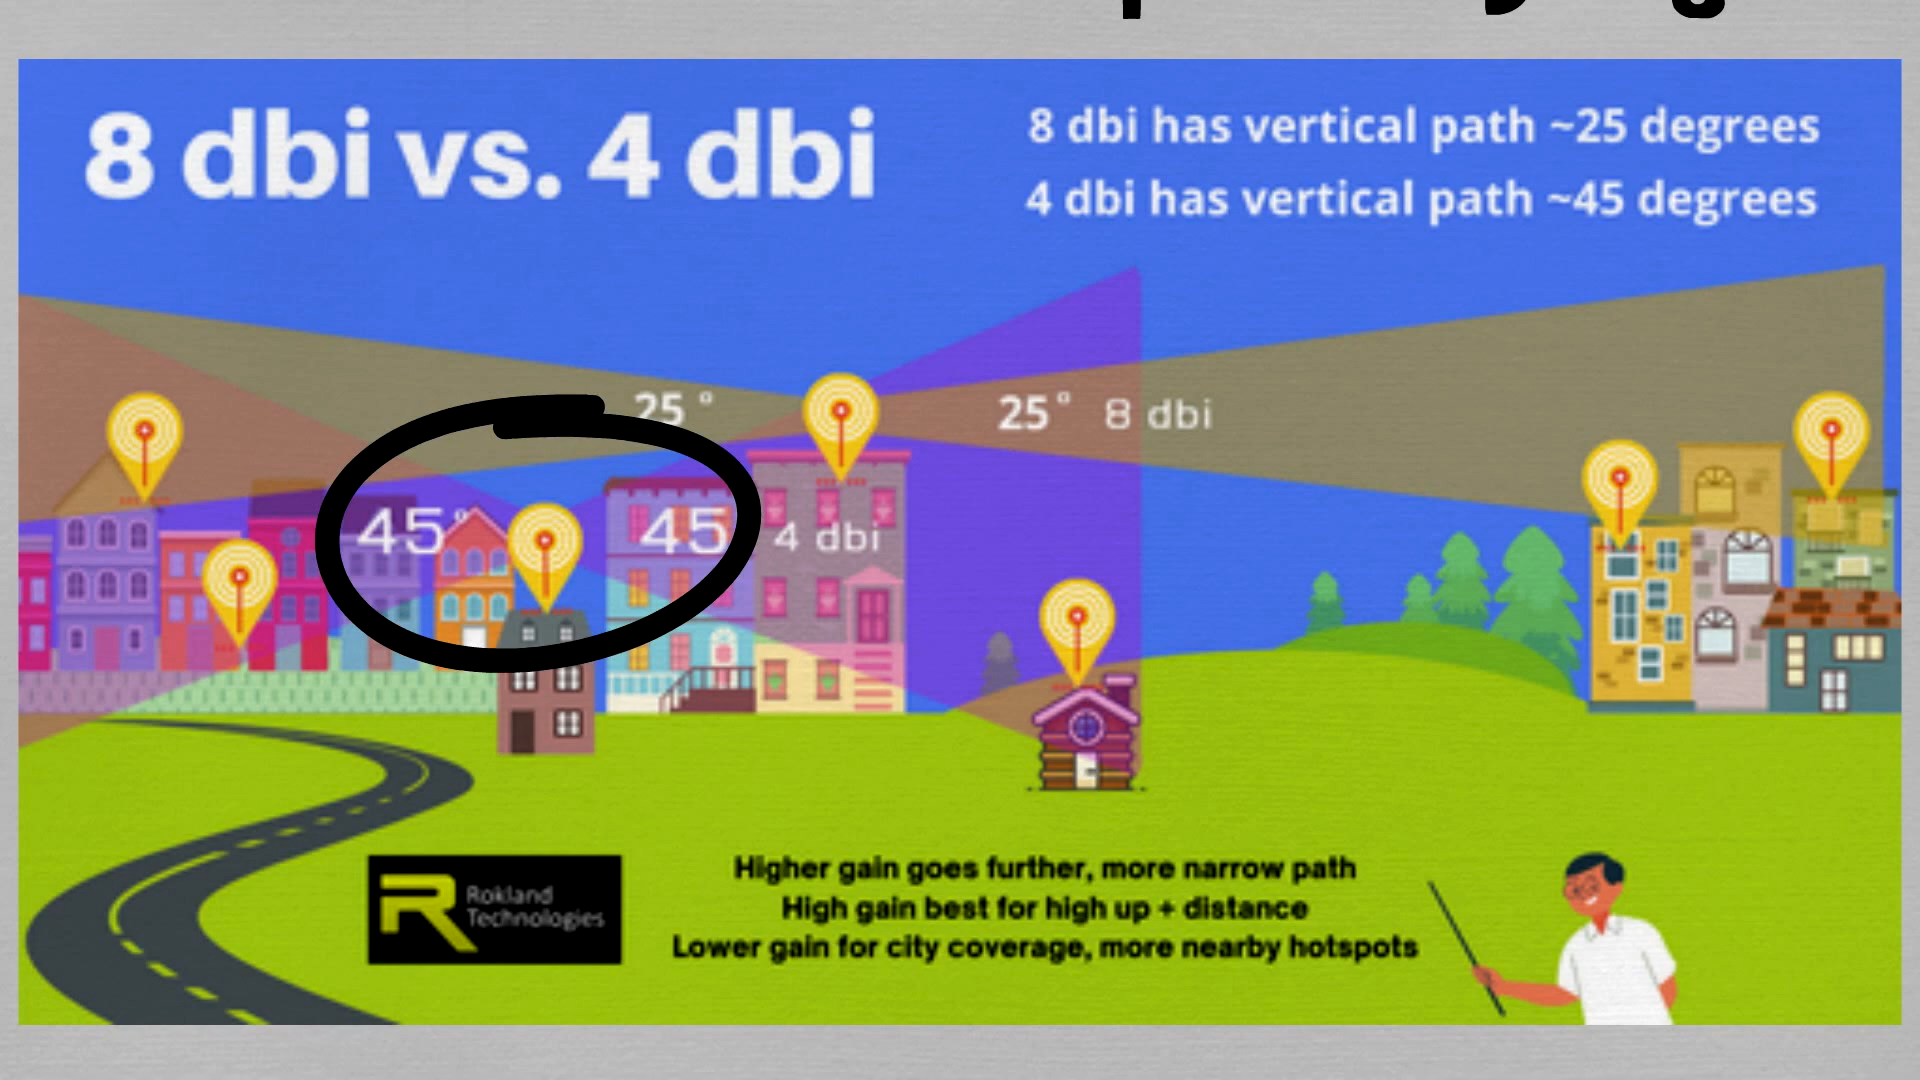 8 dbi vs. 4 dbi
8 dbi has vertical path ~25 degrees
4 dbi has vertical path ~45 degrees
25 °
25° 8 dbi
45°
45
4 dbi
Rokland
Technologies
Higher gain goes further, more narrow path
High gain best for high up + distance
Lower gain for city coverage, more nearby hotspots